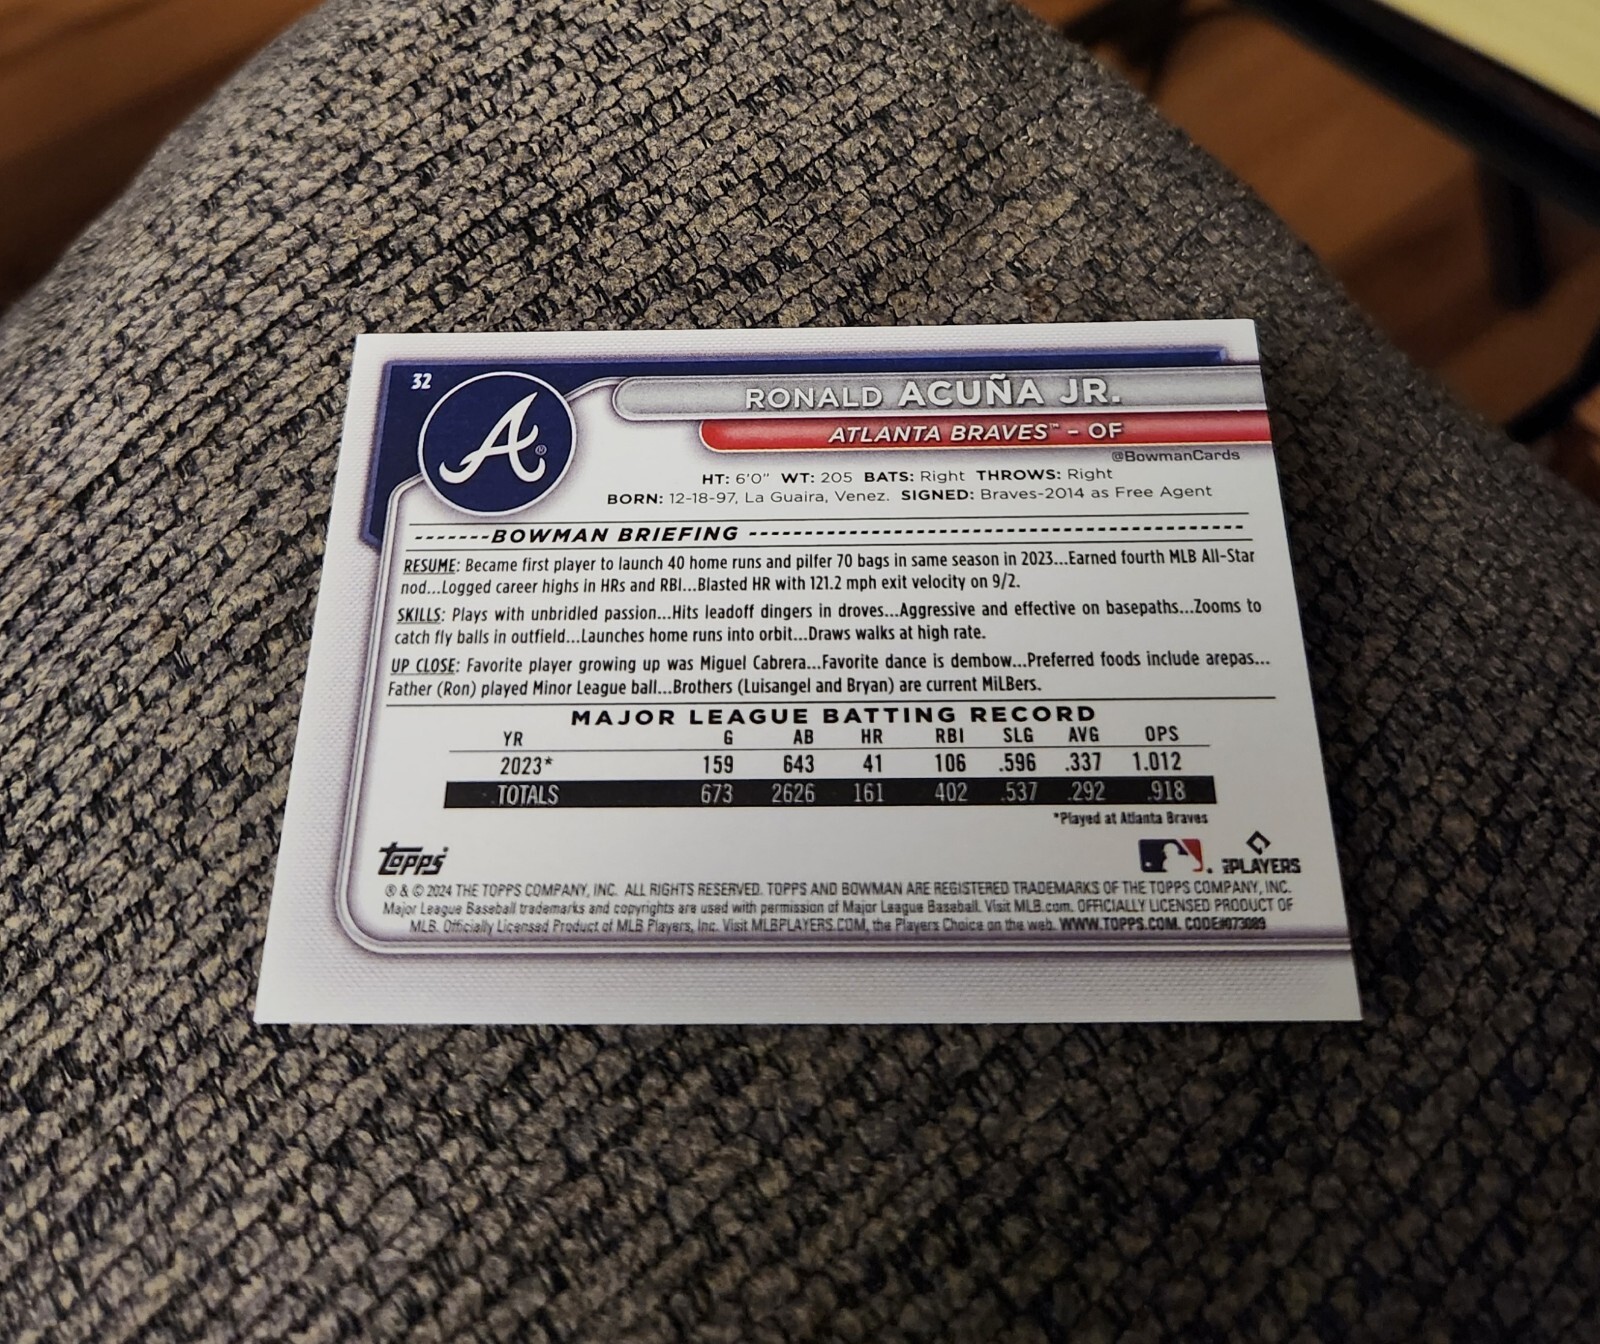 32
RONALD ACUÑA JR.
A®
ATLANTA BRAVES™ – OF
@BowmanCards
HT: 6'0" WT: 205 BATS: Right THROWS: Right
BORN: 12-18-97, La Guaira, Venez. SIGNED: Braves-2014 as Free Agent
-------BOWMAN BRIEFING ---------------------------------------------
RESUME: Became first player to launch 40 home runs and pilfer 70 bags in same season in 2023...Earned fourth MLB All-Star
nod...Logged career highs in HRs and RBI...Blasted HR with 121.2 mph exit velocity on 9/2.
SKILLS: Plays with unbridled passion...Hits leadoff dingers in droves...Aggressive and effective on basepaths...Zooms to
catch fly balls in outfield...Launches home runs into orbit...Draws walks at high rate.
UP CLOSE: Favorite player growing up was Miguel Cabrera...Favorite dance is dembow...Preferred foods include arepas...
Father (Ron) played Minor League ball...Brothers (Luisangel and Bryan) are current MiLBers.
MAJOR LEAGUE BATTING RECORD
YR G AB HR RBI SLG AVG OPS
2023* 159 643 41 106 .596 .337 1.012
TOTALS 673 2626 161 402 .537 .292 .918
*Played at Atlanta Braves
Topps
PLAYERS
® & © 2024 THE TOPPS COMPANY, INC. ALL RIGHTS RESERVED. TOPPS AND BOWMAN ARE REGISTERED TRADEMARKS OF THE TOPPS COMPANY, INC.
Major League Baseball trademarks and copyrights are used with permission of Major League Baseball. Visit MLB.com. OFFICIALLY LICENSED PRODUCT OF
MLB. Officially Licensed Product of MLB Players, Inc. Visit MLBPLAYERS.COM, the Players Choice on the web. WWW.TOPPS.COM. CODE#073089